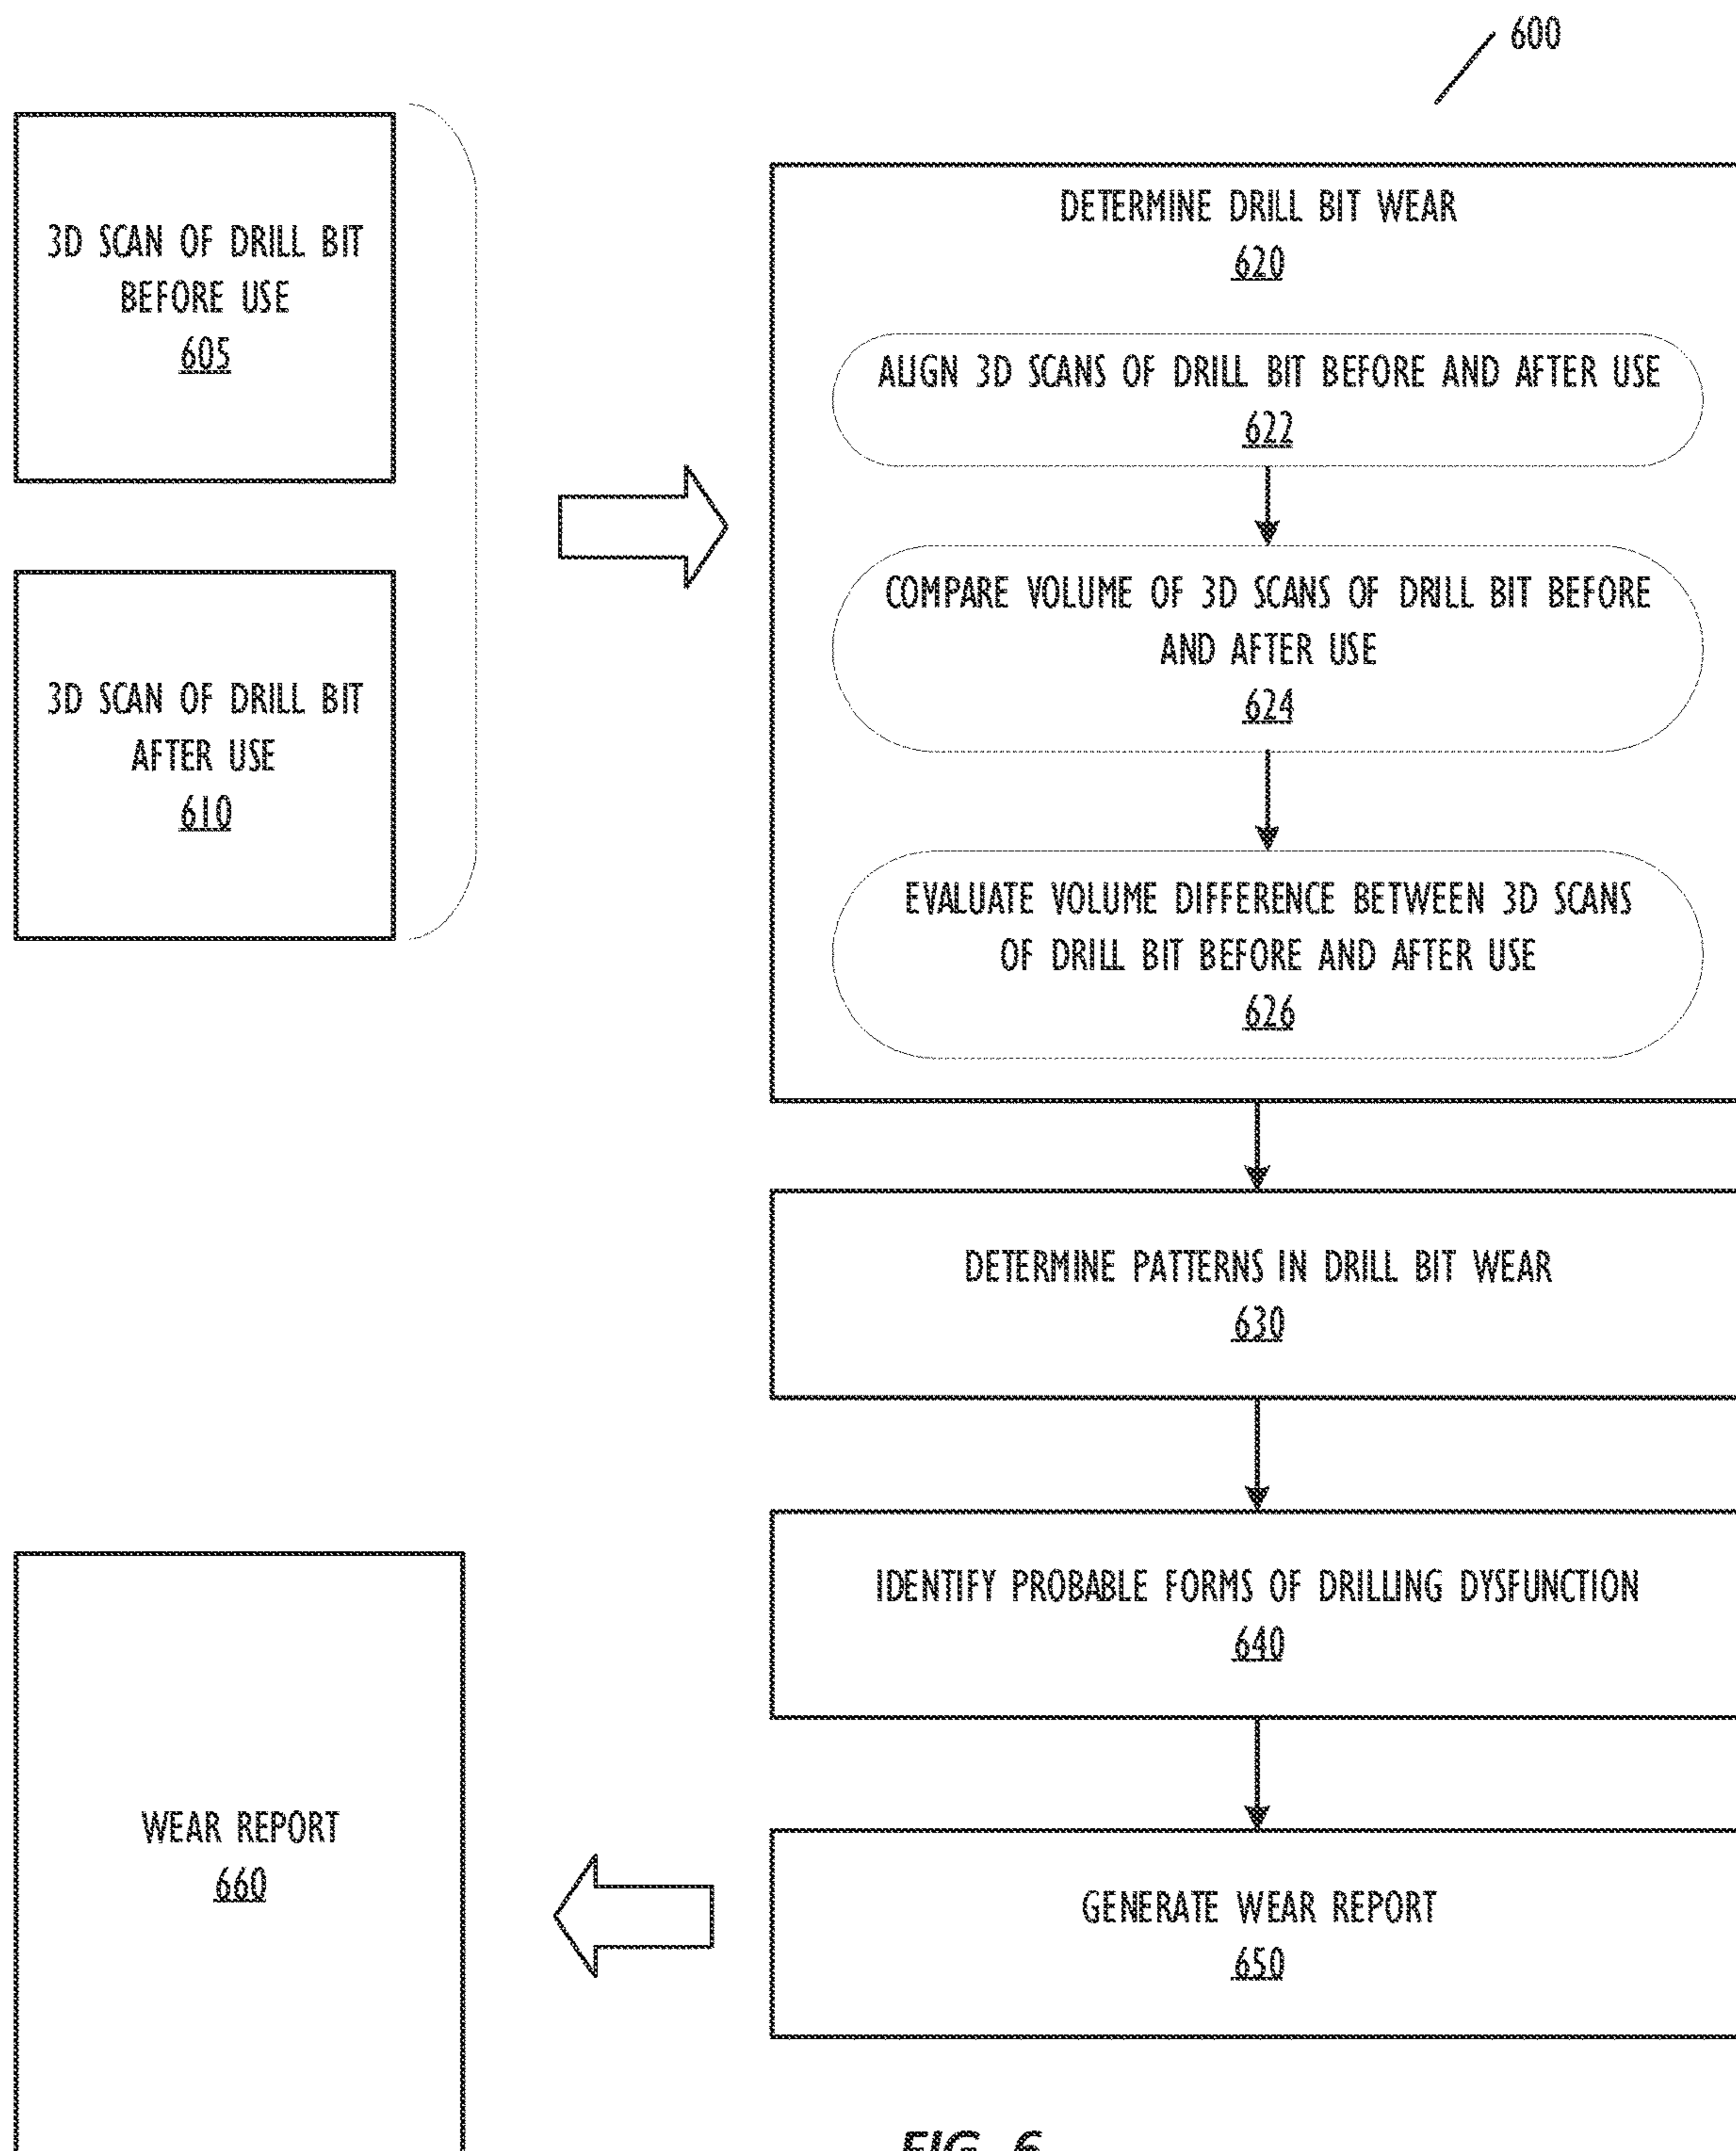 600
3D SCAN OF DRILL BIT
BEFORE USE
605
3D SCAN OF DRILL BIT
AFTER USE
610
DETERMINE DRILL BIT WEAR
620
ALIGN 3D SCANS OF DRILL BIT BEFORE AND AFTER USE
622
COMPARE VOLUME OF 3D SCANS OF DRILL BIT BEFORE
AND AFTER USE
624
EVALUATE VOLUME DIFFERENCE BETWEEN 3D SCANS
OF DRILL BIT BEFORE AND AFTER USE
626
DETERMINE PATTERNS IN DRILL BIT WEAR
630
IDENTIFY PROBABLE FORMS OF DRILLING DYSFUNCTION
640
GENERATE WEAR REPORT
650
WEAR REPORT
660
FIG. 6